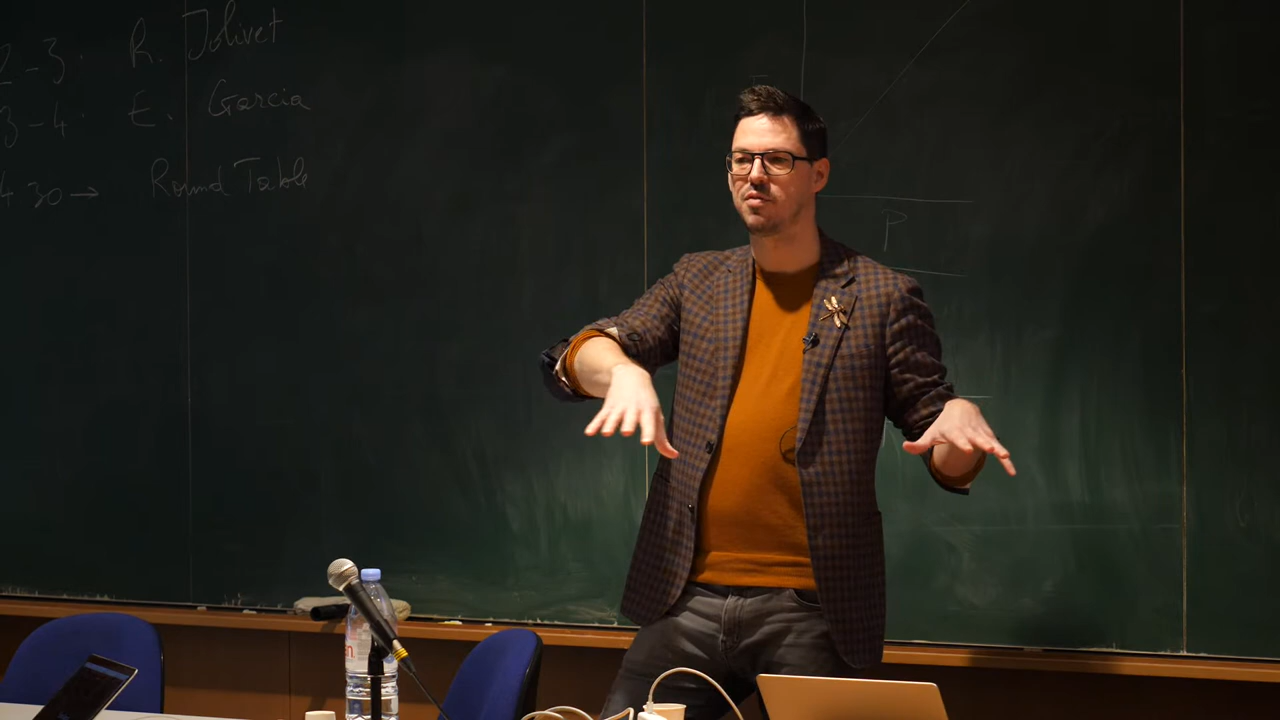 2-3. R. Jolivet
3-4. E. Garcia
4 30 → Round Table
P